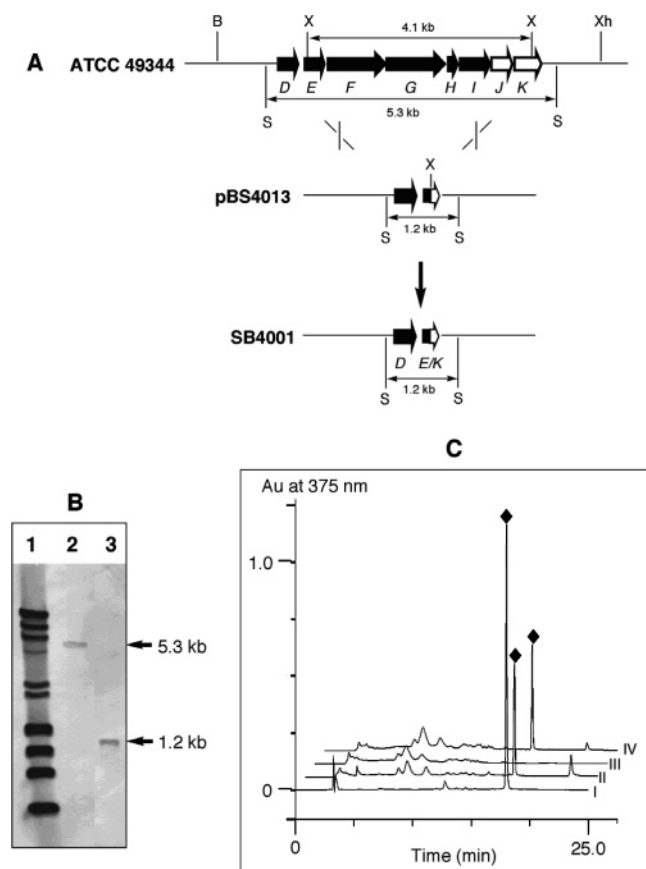 B X 4.1 kb X Xh
A ATCC 49344
D E F G H I J K
S 5.3 kb S
X
pBS4013
S 1.2 kb S
SB4001
D E/K
S 1.2 kb S
B
1 2 3
5.3 kb
1.2 kb
C
Au at 375 nm
1.0
0
IV
III
II
I
0 25.0
Time (min)